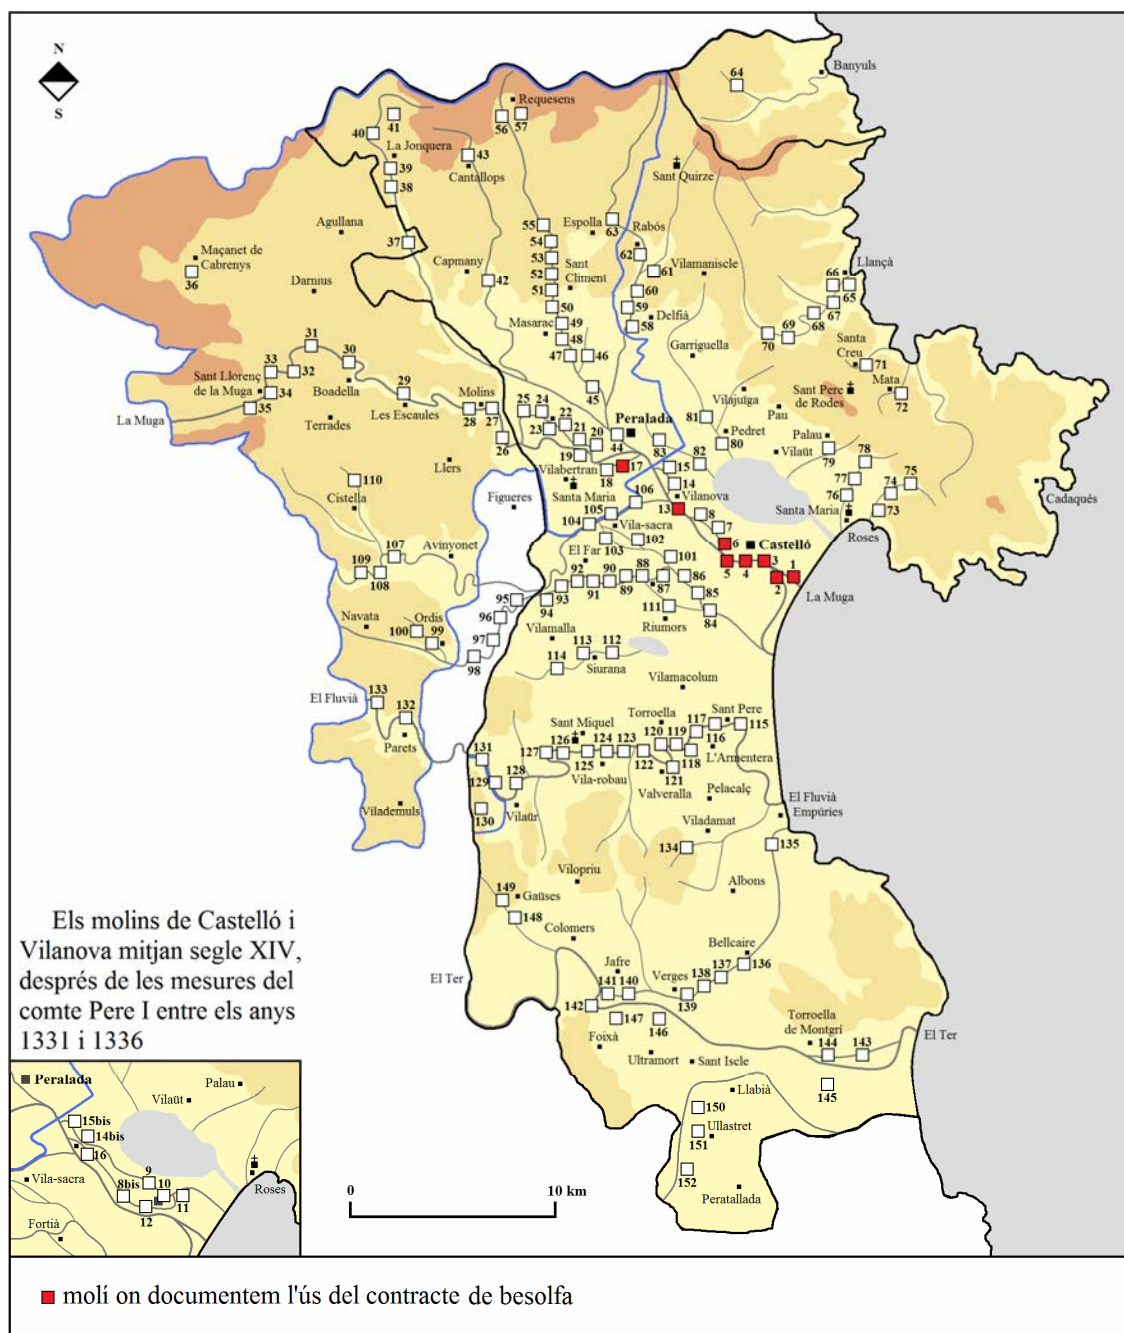 N
S
64
Banyuls
Requesens
56
57
41
40
La Jonquera
43
Cantallops
39
38
Sant Quirze
Agullana
37
55
Espolla
63
Rabós
54
53
62
61
Maçanet de
Cabrenys
36
Capmany
42
52
Sant
Climent
Vilamaniscle
Llançà
66
65
Darnius
51
60
67
50
59
68
Masarac
49
58
Delfià
48
70
69
31
30
47
46
Garriguella
Santa
Creu
71
33
32
Sant Llorenç
de la Muga
34
Boadella
29
Molins
45
Sant Pere
de Rodes
Mata
72
35
Les Escaules
28
27
25
24
Vilajuïga
La Muga
Terrades
22
Peralada
81
Pau
23
21
20
44
Pedret
80
Palau
26
19
83
82
Vilaüt
79
78
Llers
Vilabertran
17
15
18
14
77
75
110
Figueres
Santa Maria
106
Vilanova
76
74
Cistella
105
13
8
Santa Maria
73
Cadaqués
104
Vila-sacra
7
Roses
107
Avinyonet
103
102
6
Castelló
El Far
101
5
4
3
1
109
108
92
90
88
86
2
La Muga
93
91
89
87
85
95
94
111
84
Navata
Ordis
96
100
99
97
Vilamalla
Riumors
98
113
112
114
Siurana
Vilamacolum
133
El Fluvià
132
Torroella
Sant Pere
117
115
Parets
Sant Miquel
120
119
116
126
124
123
131
127
125
122
118
L'Armentera
121
128
Vila-robau
129
Valveralla
Pelacalç
El Fluvià
Empúries
Vilademuls
130
Vilaür
Viladamat
134
135
Vilopriu
149
Gaüses
Albons
148
Els molins de Castelló i
Vilanova mitjan segle XIV,
després de les mesures del
comte Pere I entre els anys
1331 i 1336
Colomers
Bellcaire
Jafre
136
El Ter
Verges
138
137
141
140
139
142
147
146
Torroella
de Montgrí
El Ter
Foixà
144
143
Ultramort
Sant Iscle
145
Llabià
150
Ullastret
151
152
Peratallada
Peralada
Palau
Vilaüt
15bis
14bis
16
9
Vila-sacra
8bis
10
Roses
11
12
Fortià
0
10 km
molí on documentem l'ús del contracte de besolfa